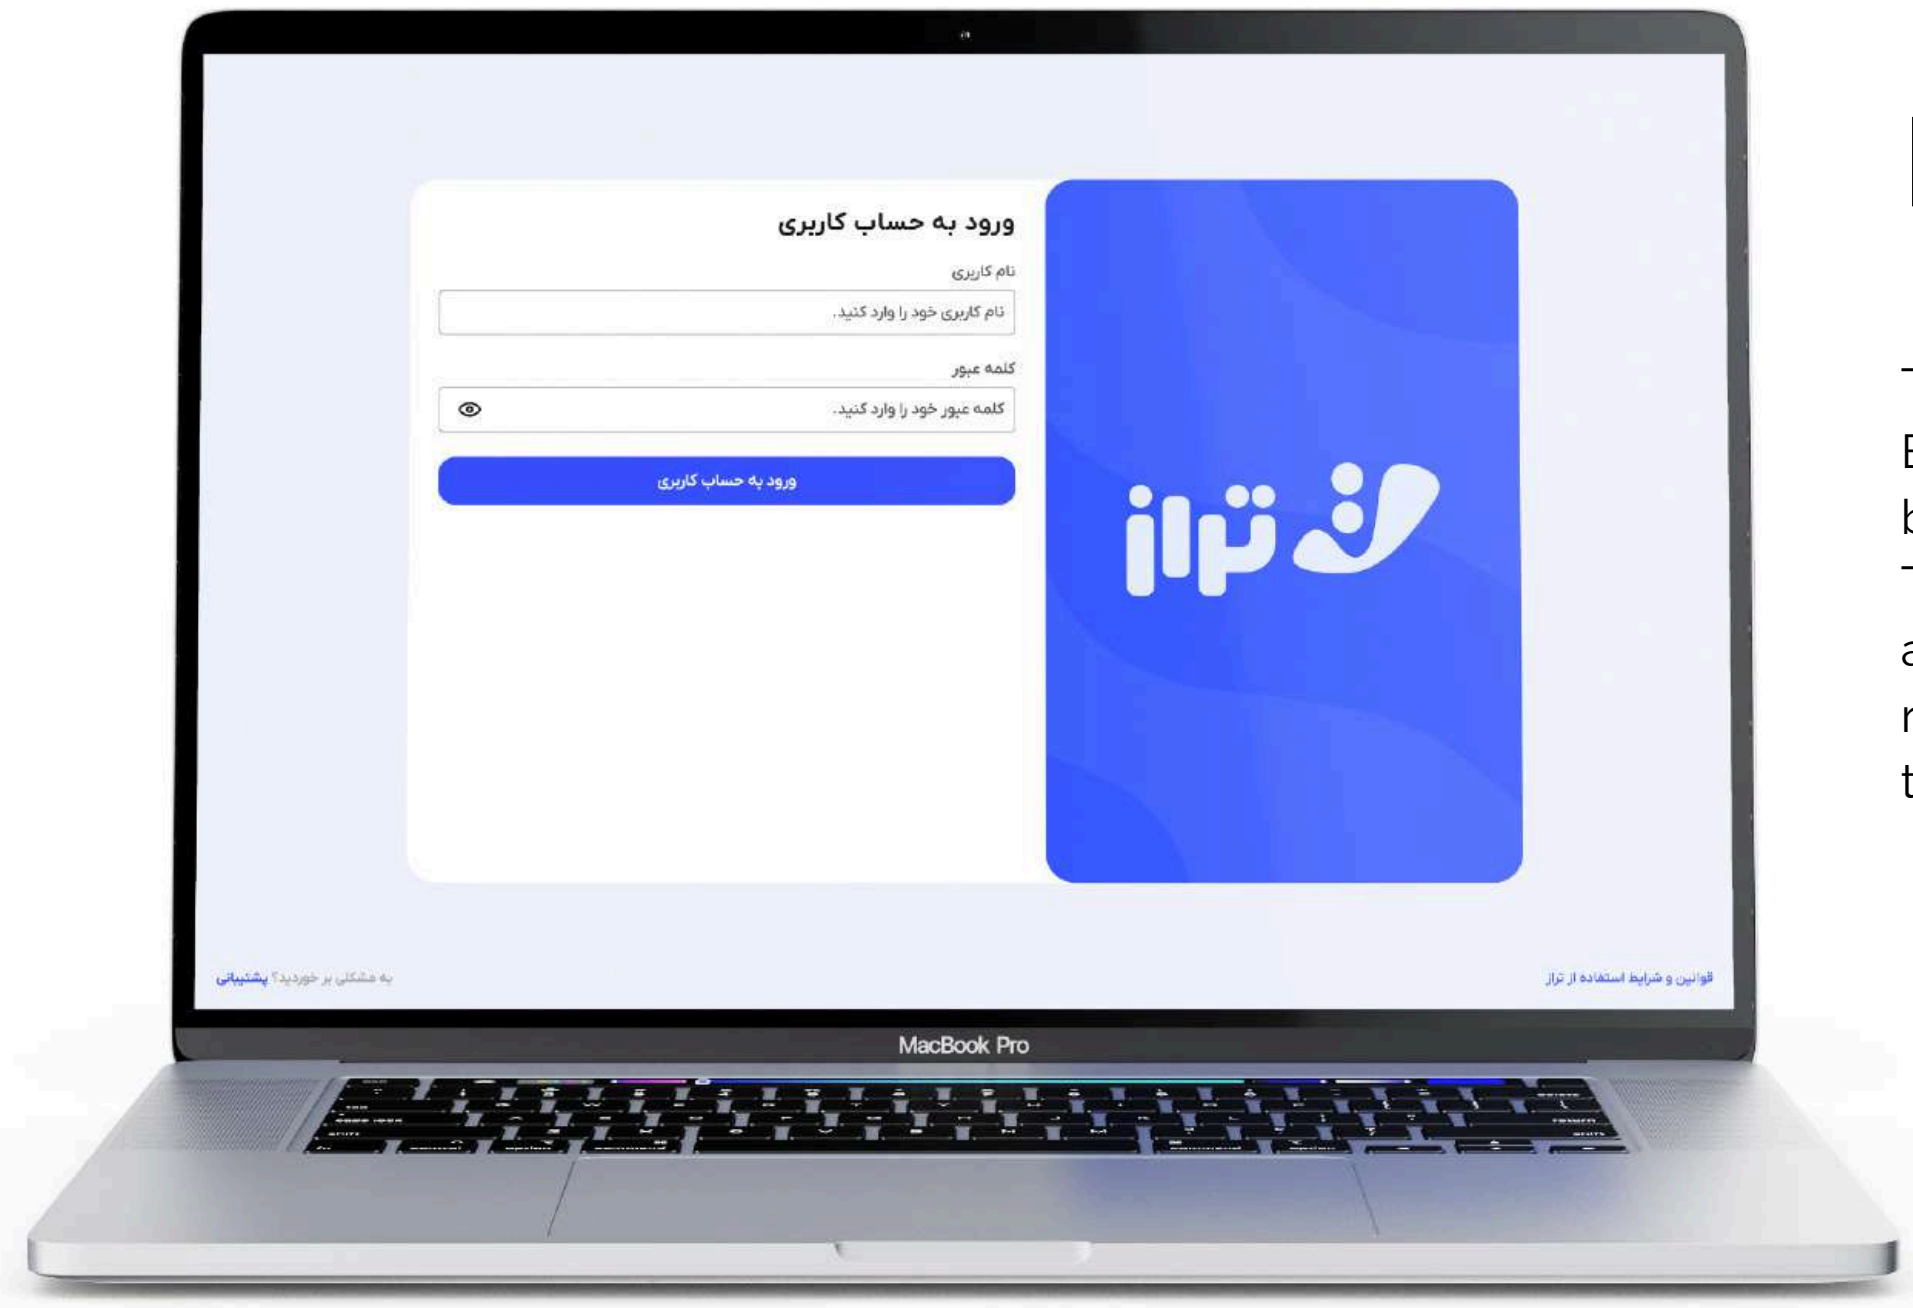 ورود به حساب کاربری
نام کاربری
نام کاربری خود را وارد کنید.
کلمه عبور
کلمه عبور خود را وارد کنید.
ورود به حساب کاربری
تراز
قوانین و شرایط استفاده از تراز
به مشکلی بر خوردید؟ پشتیبانی
MacBook Pro